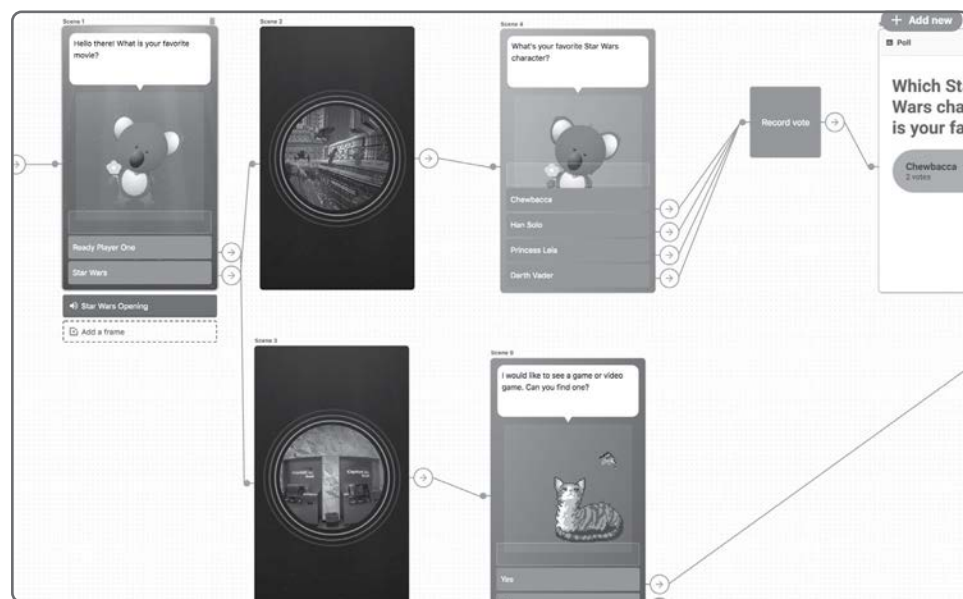 Scene 1
Hello there! What is your favorite
movie?
Ready Player One
Star Wars
Star Wars Opening
Add a frame
Scene 2
Scene 3
Scene 4
What's your favorite Star Wars
character?
Chewbacca
Han Solo
Princess Leia
Darth Vader
I would like to see a game or video
game. Can you find one?
Yes
Record vote
+ Add new
Poll
Which Sta
Wars cha
is your fa
Chewbacca
2 votes